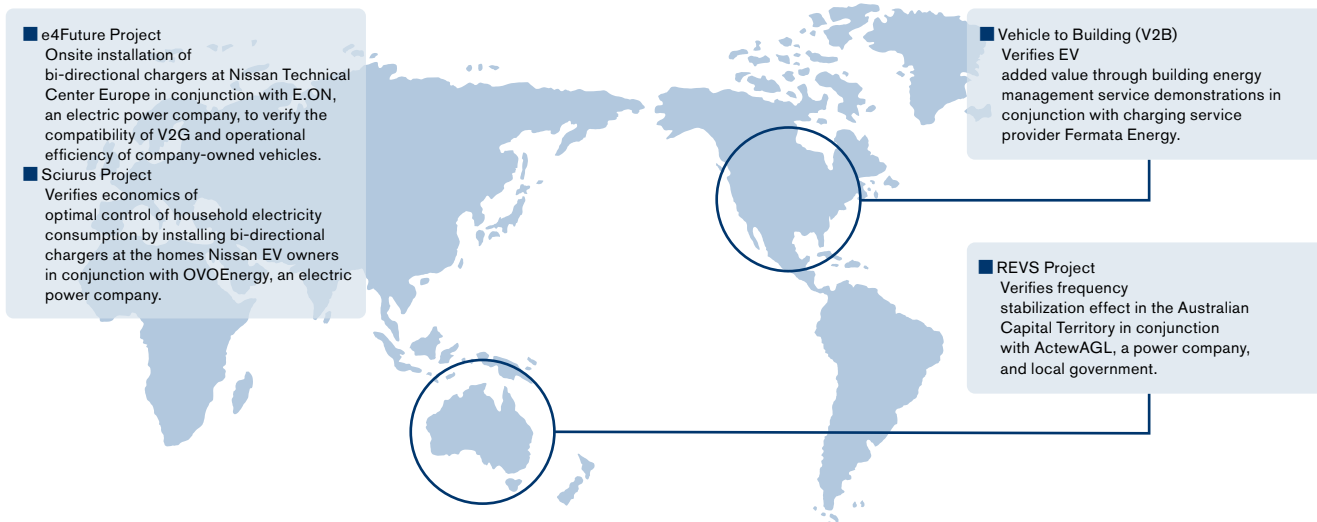 ■ e4Future Project
Onsite installation of
bi-directional chargers at Nissan Technical
Center Europe in conjunction with E.ON,
an electric power company, to verify the
compatibility of V2G and operational
efficiency of company-owned vehicles.
■ Sciurus Project
Verifies economics of
optimal control of household electricity
consumption by installing bi-directional
chargers at the homes Nissan EV owners
in conjunction with OVOEnergy, an electric
power company.
■ Vehicle to Building (V2B)
Verifies EV
added value through building energy
management service demonstrations in
conjunction with charging service
provider Fermata Energy.
■ REVS Project
Verifies frequency
stabilization effect in the Australian
Capital Territory in conjunction
with ActewAGL, a power company,
and local government.